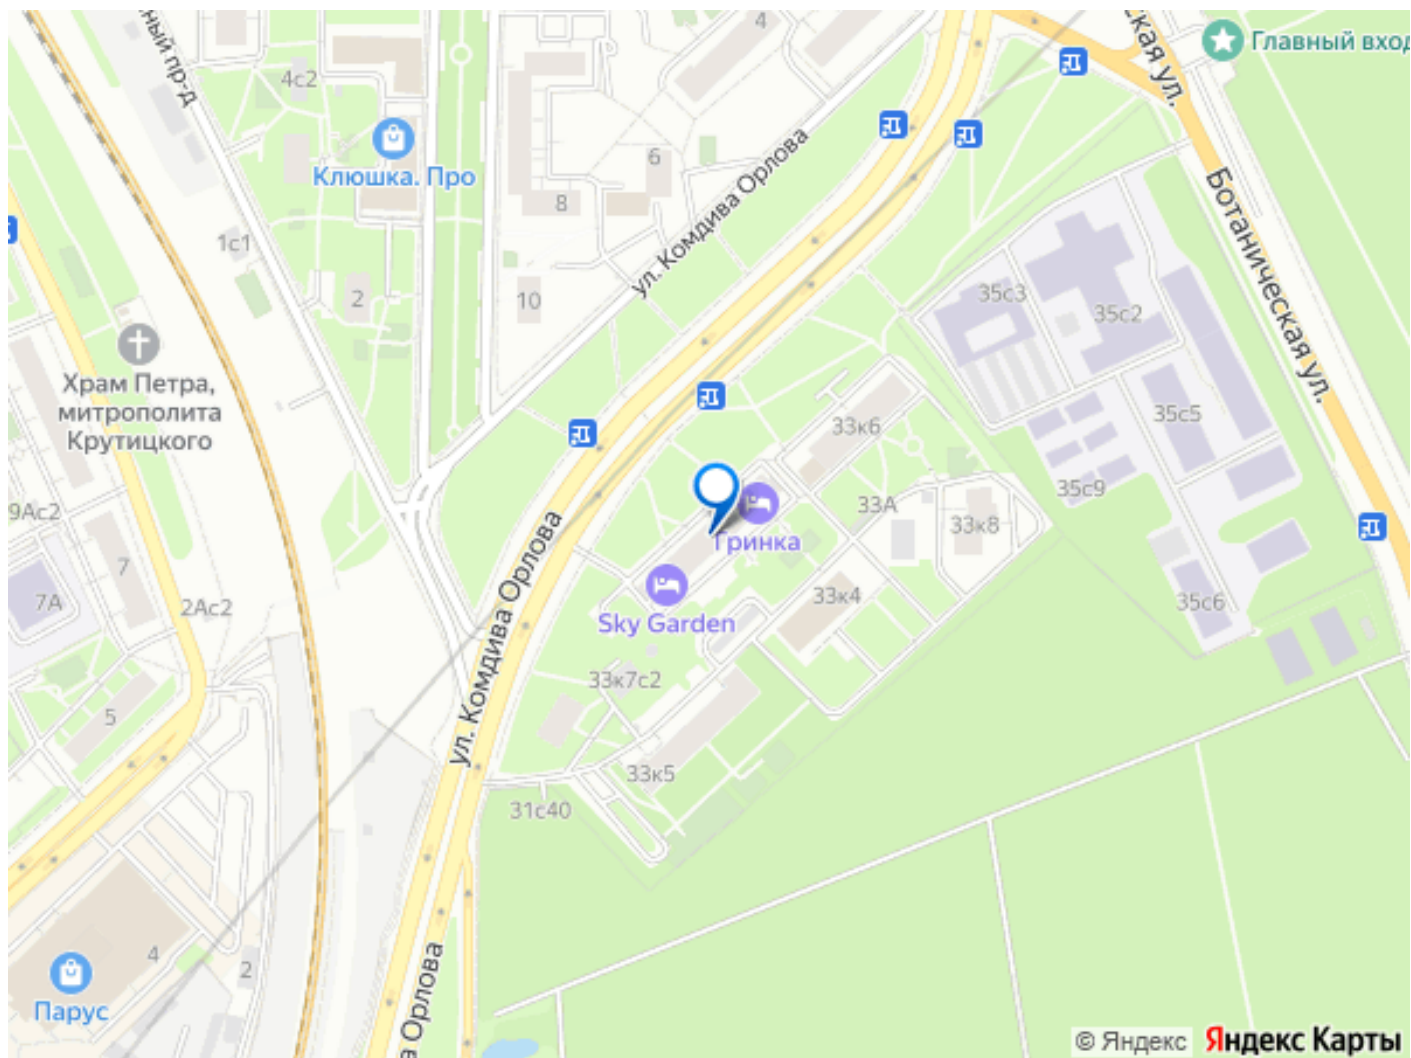 ный пр-д
4с2
4
ская ул.
Главный вход
Клюшка. Про
6
8
ул. Комдива Орлова
Ботаническая ул.
1с1
2
10
35с3
35с2
Храм Петра,
митрополита
Крутицкого
33к6
35с5
35с9
9Ас2
33А
33к8
Гринка
7
7А
2Ас2
Sky Garden
33к4
35с6
ул. Комдива Орлова
33к7с2
5
33к5
31с40
4
2
Парус
а Орлова
© Яндекс
Яндекс Карты